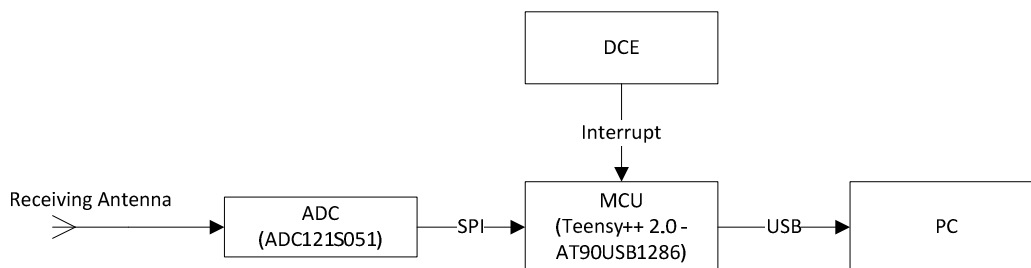 DCE
Interrupt
Receiving Antenna
ADC
(ADC121S051)
SPI
MCU
(Teensy++ 2.0 -
AT90USB1286)
USB
PC